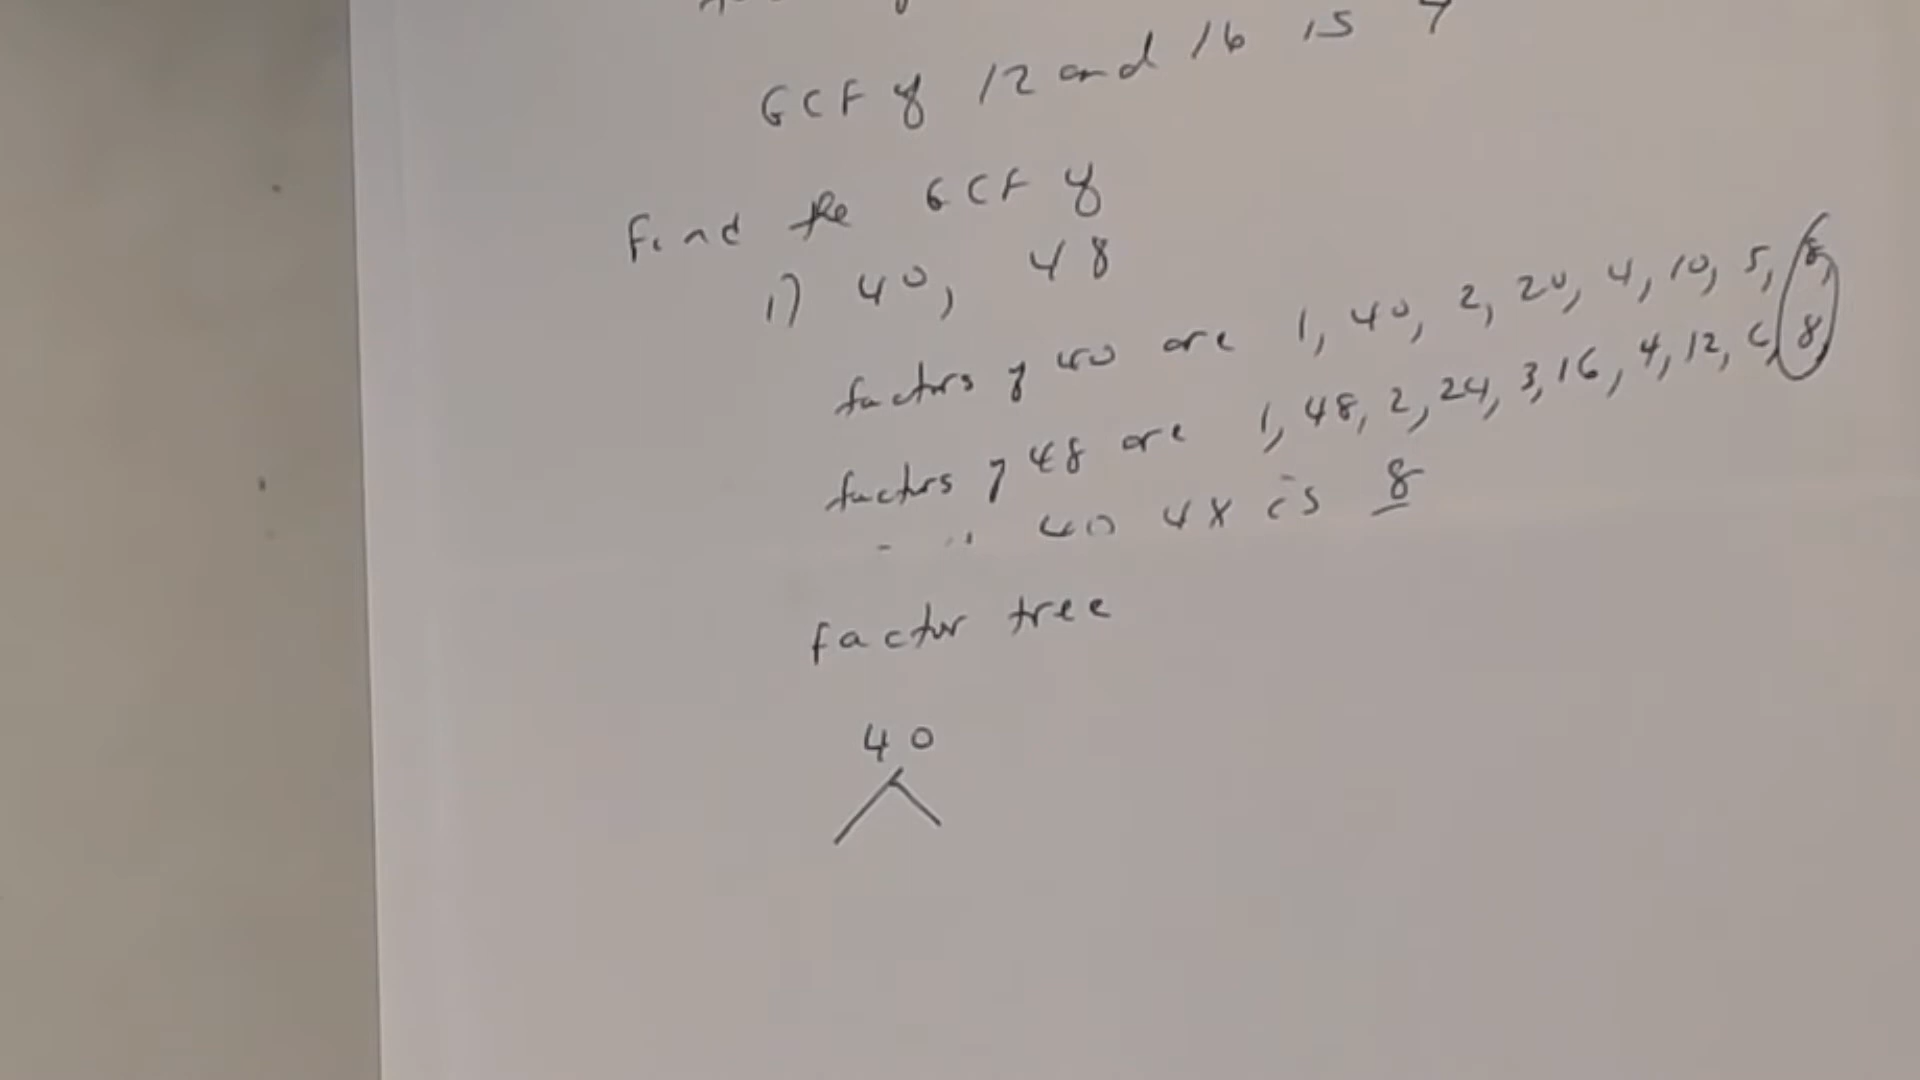 GCF of 12 and 16 is 4
Find the GCF of
1) 40, 48
factors of 40 are 1, 40, 2, 20, 4, 10, 5, 8,
factors of 48 are 1, 48, 2, 24, 3, 16, 4, 12, 6, 8,
40 48 is 8
factor tree
40